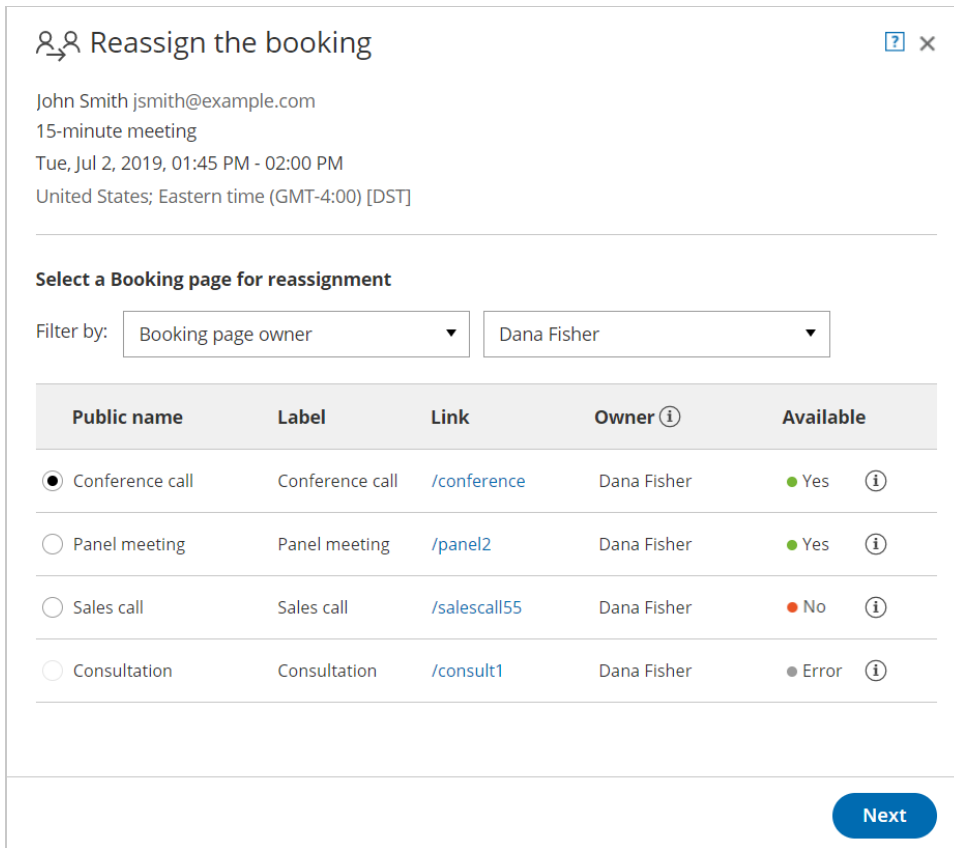 Reassign the booking
John Smith jsmith@example.com
15-minute meeting
Tue, Jul 2, 2019, 01:45 PM - 02:00 PM
United States; Eastern time (GMT-4:00) [DST]
Select a Booking page for reassignment
Filter by: Booking page owner Dana Fisher
Public name Label Link Owner Available
Conference call Conference call /conference Dana Fisher Yes
Panel meeting Panel meeting /panel2 Dana Fisher Yes
Sales call Sales call /salescall55 Dana Fisher No
Consultation Consultation /consult1 Dana Fisher Error
Next